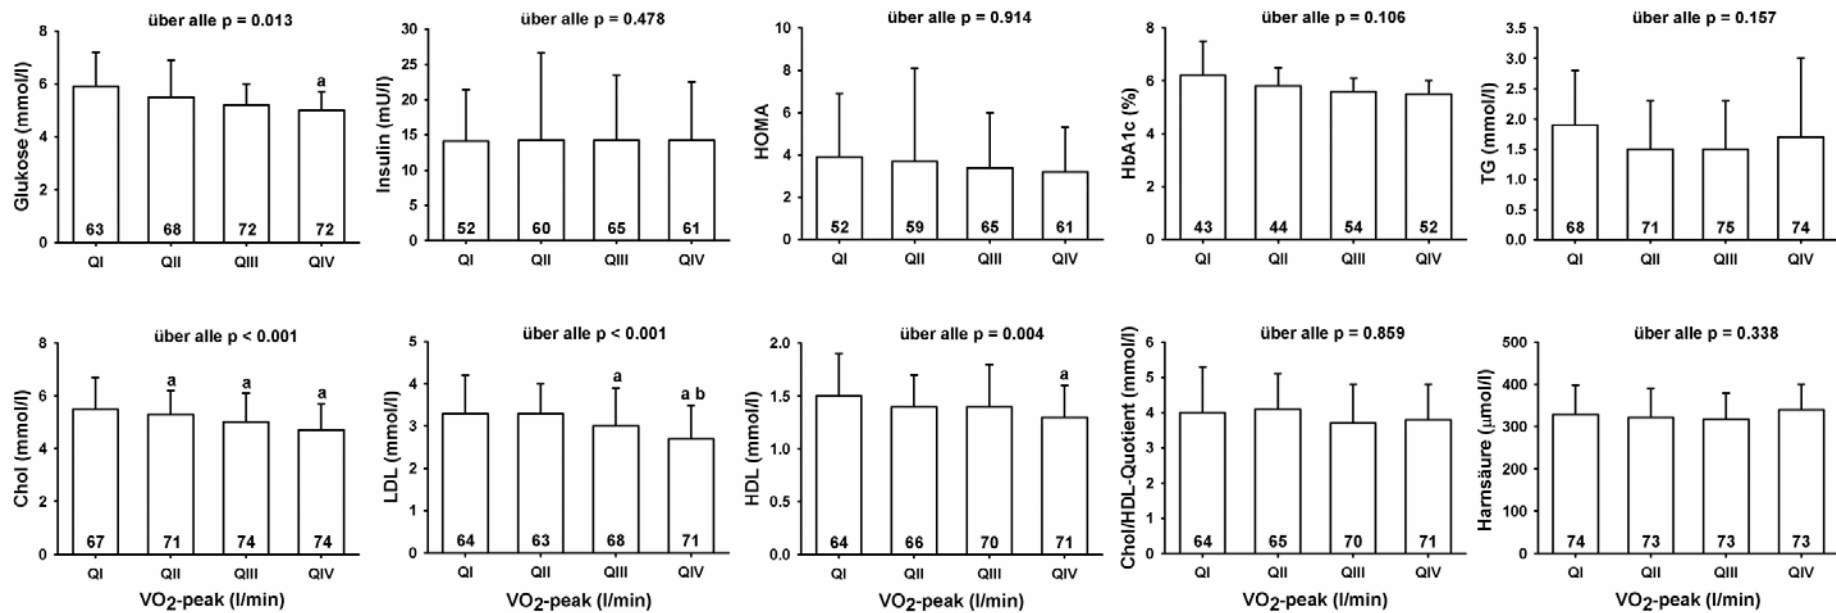 über alle p = 0.013
Glukose (mmol/l)
8
6
4
2
0
a
63 68 72 72
QI QII QIII QIV
über alle p = 0.478
Insulin (mU/l)
30
25
20
15
10
5
0
52 60 65 61
QI QII QIII QIV
über alle p = 0.914
HOMA
10
8
6
4
2
0
52 59 65 61
QI QII QIII QIV
über alle p = 0.106
HbA1c (%)
8
6
4
2
0
43 44 54 52
QI QII QIII QIV
über alle p = 0.157
TG (mmol/l)
3.5
3.0
2.5
2.0
1.5
1.0
0.5
0.0
68 71 75 74
QI QII QIII QIV
über alle p < 0.001
Chol (mmol/l)
8
6
4
2
0
a a a
67 71 74 74
QI QII QIII QIV
VO2-peak (l/min)
über alle p < 0.001
LDL (mmol/l)
5
4
3
2
1
0
a a b
64 63 68 71
QI QII QIII QIV
VO2-peak (l/min)
über alle p = 0.004
HDL (mmol/l)
2.0
1.5
1.0
0.5
0.0
a
64 66 70 71
QI QII QIII QIV
VO2-peak (l/min)
über alle p = 0.859
Chol/HDL-Quotient (mmol/l)
6
5
4
3
2
1
0
64 65 70 71
QI QII QIII QIV
VO2-peak (l/min)
über alle p = 0.338
Harnsäure (µmol/l)
500
400
300
200
100
0
74 73 73 73
QI QII QIII QIV
VO2-peak (l/min)